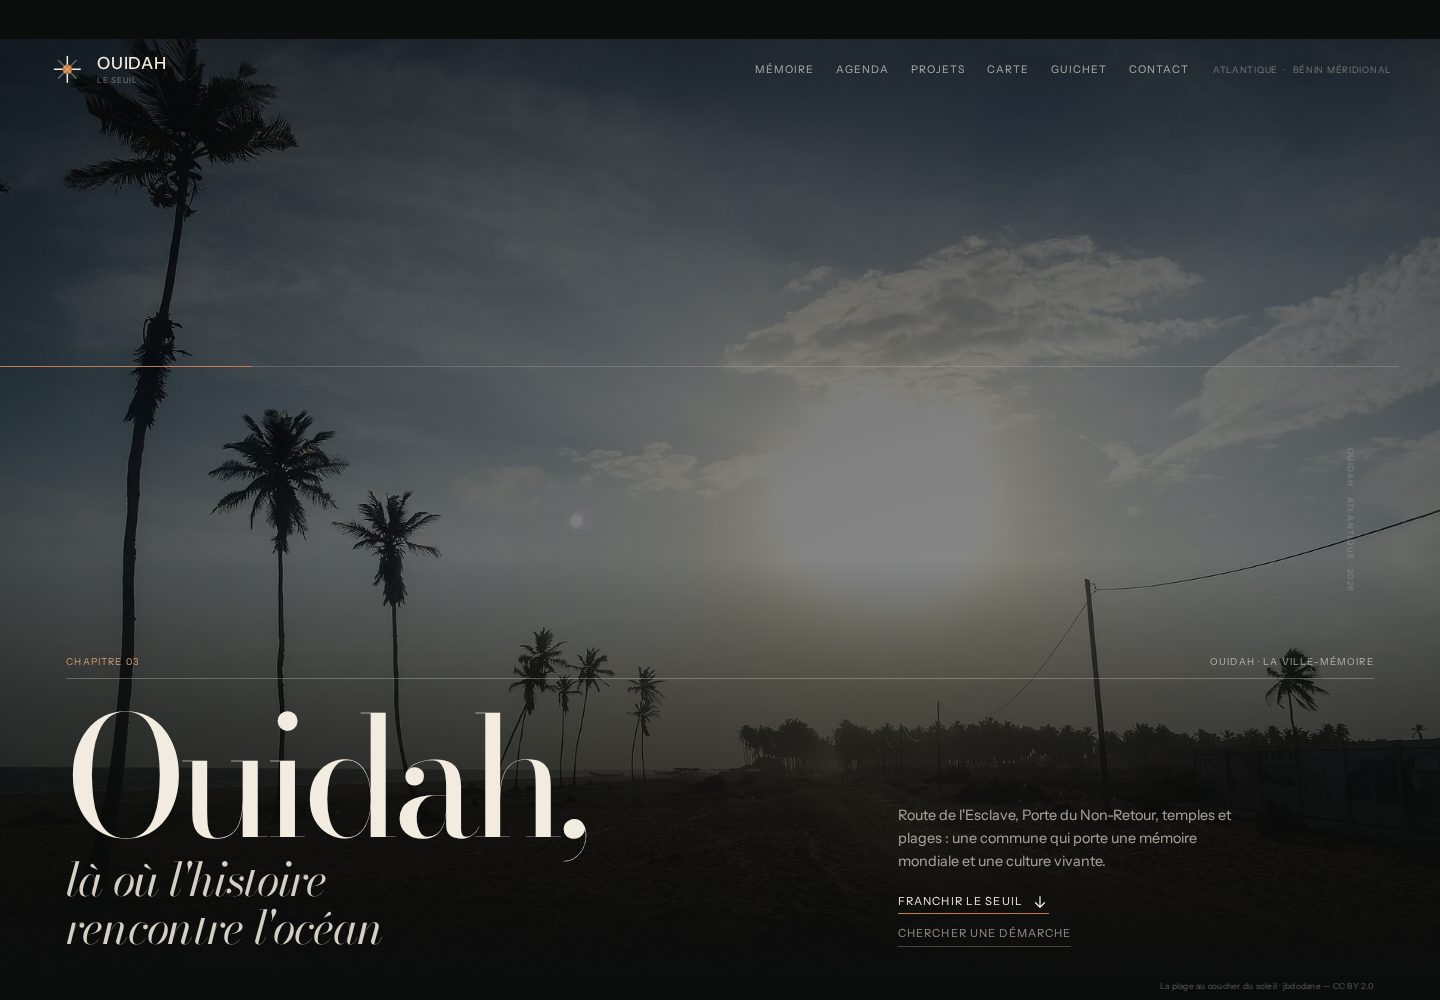 OUIDAH
LE SEUIL
MÉMOIRE AGENDA PROJETS CARTE GUICHET CONTACT ATLANTIQUE · BÉNIN MÉRIDIONAL
OUIDAH ATLANTIQUE 2026
CHAPITRE 03
OUIDAH · LA VILLE-MÉMOIRE
Ouidah,
là où l'histoire
rencontre l'océan
Route de l'Esclave, Porte du Non-Retour, temples et
plages : une commune qui porte une mémoire
mondiale et une culture vivante.
FRANCHIR LE SEUIL ↓
CHERCHER UNE DÉMARCHE
La plage au coucher du soleil · jbdodane — CC BY 2.0